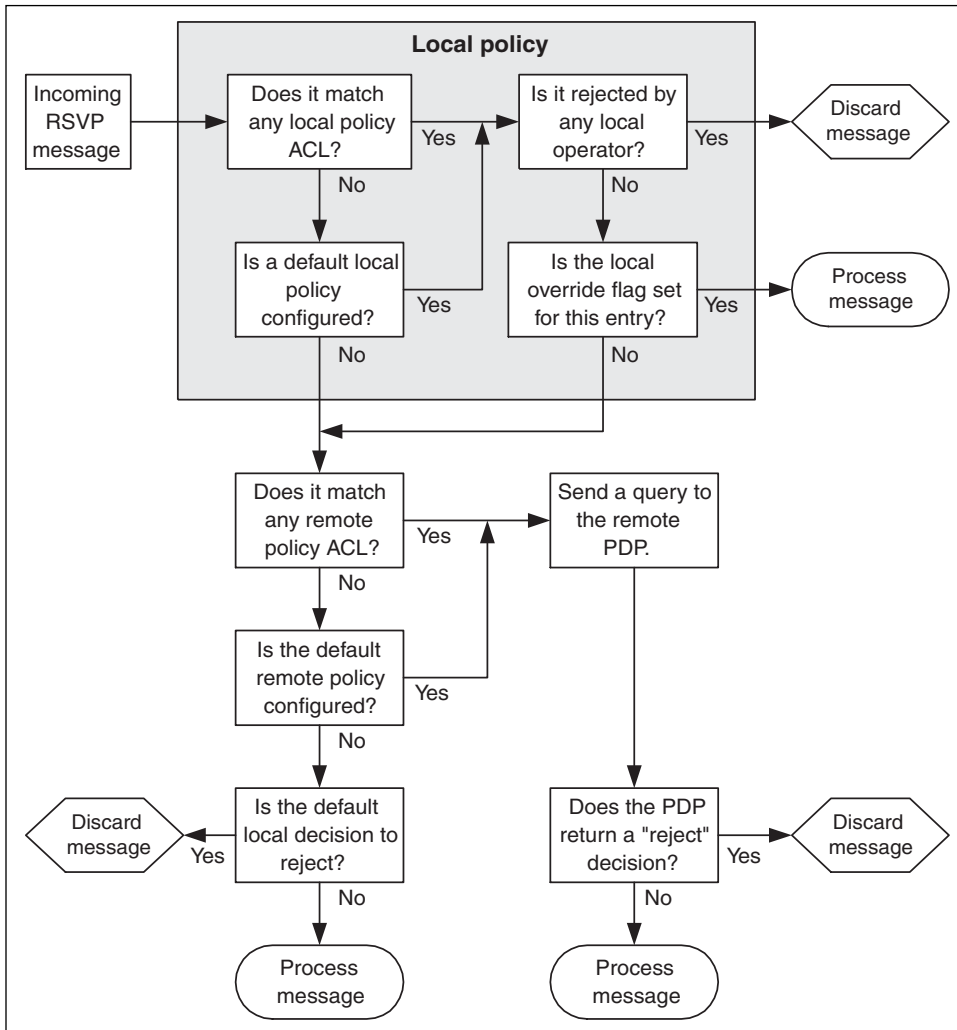 Local policy
Incoming
RSVP
message
Does it match
any local policy
ACL?
Yes
No
Is it rejected by
any local
operator?
Yes
No
Discard
message
Is a default local
policy
configured?
Yes
No
Is the local
override flag set
for this entry?
Yes
No
Process
message
Does it match
any remote
policy ACL?
Yes
No
Send a query to
the remote
PDP.
Is the default
remote policy
configured?
Yes
No
Discard
message
Is the default
local decision to
reject?
Yes
No
Does the PDP
return a "reject"
decision?
Yes
No
Discard
message
Process
message
Process
message